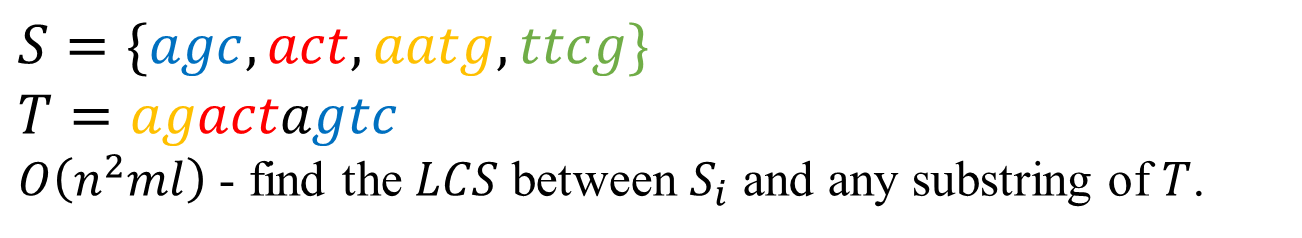 S = {agc, act, aatg, ttcg}
T = agactagtc
O(n²ml) - find the LCS between Sᵢ and any substring of T.